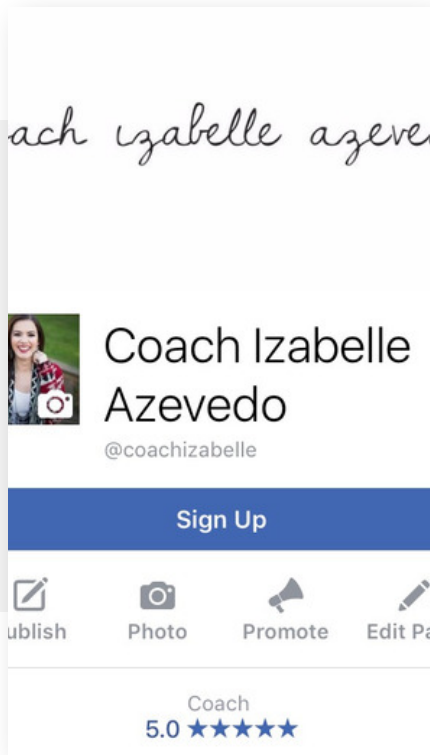 ach izabelle azeve
Coach Izabelle
Azevedo
@coachizabelle
Sign Up
ublish Photo Promote Edit Pa
Coach
5.0 ★★★★★